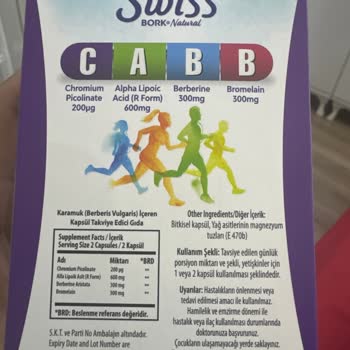 Swiss
BORK®Natural
C A B B
Chromium Picolinate 200µg
Alpha Lipoic Acid (R Form) 600mg
Berberine 300mg
Bromelain 300mg
Karamuk (Berberis Vulgaris) İçeren
Kapsül Takviye Edici Gıda
Supplement Facts / İçerik
Serving Size 2 Capsules / 2 Kapsül
Adı Miktarı *BRD
Chromium Picolinate 200 µg **
Alfa Lipoik Asit (R Form) 600 mg **
Berberine Aristata 300 mg **
Bromelain 300 mg **
*BRD: Beslenme referans değeridir.
S.K.T. ve Parti No Ambalajın altındadır.
Expiry Date and Lot Number are
Other Ingredients/Diğer İçerik:
Bitkisel kapsül, Yağ asitlerinin magnezyum
tuzları (E 470b)
Kullanım Şekli: Tavsiye edilen günlük
porsiyon miktarı ve şekli, yetişkinler için
1 veya 2 kapsül kullanılması şeklindedir.
Uyarılar: Hastalıkların önlenmesi veya
tedavi edilmesi amacı ile kullanılmaz.
Hamilelik ve emzirme dönemi ile
hastalık veya ilaç kullanılması durumlarında
doktorunuza başvurunuz.
Çocukların ulaşamayacağı yerde saklayınız.